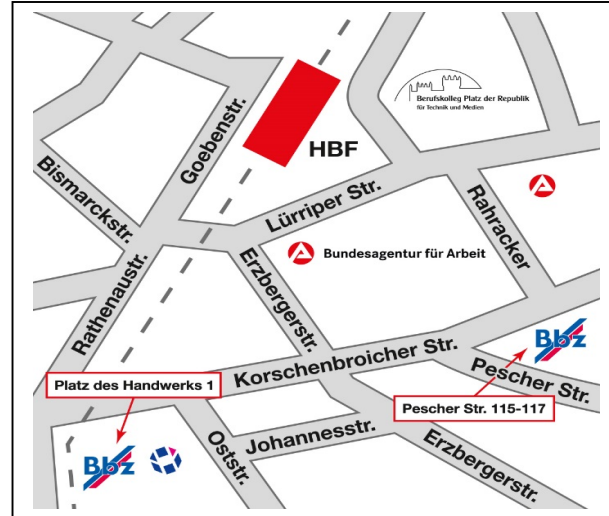 Berufskolleg Platz der Republik
für Technik und Medien
HBF
Goebenstr.
Bismarckstr.
Lürriper Str.
Rahracker
Bundesagentur für Arbeit
Rathenaustr.
Erzbergerstr.
Bbz
Korschenbroicher Str.
Pescher Str.
Platz des Handwerks 1
Pescher Str. 115-117
Oststr.
Johannesstr.
Erzbergerstr.
Bbz